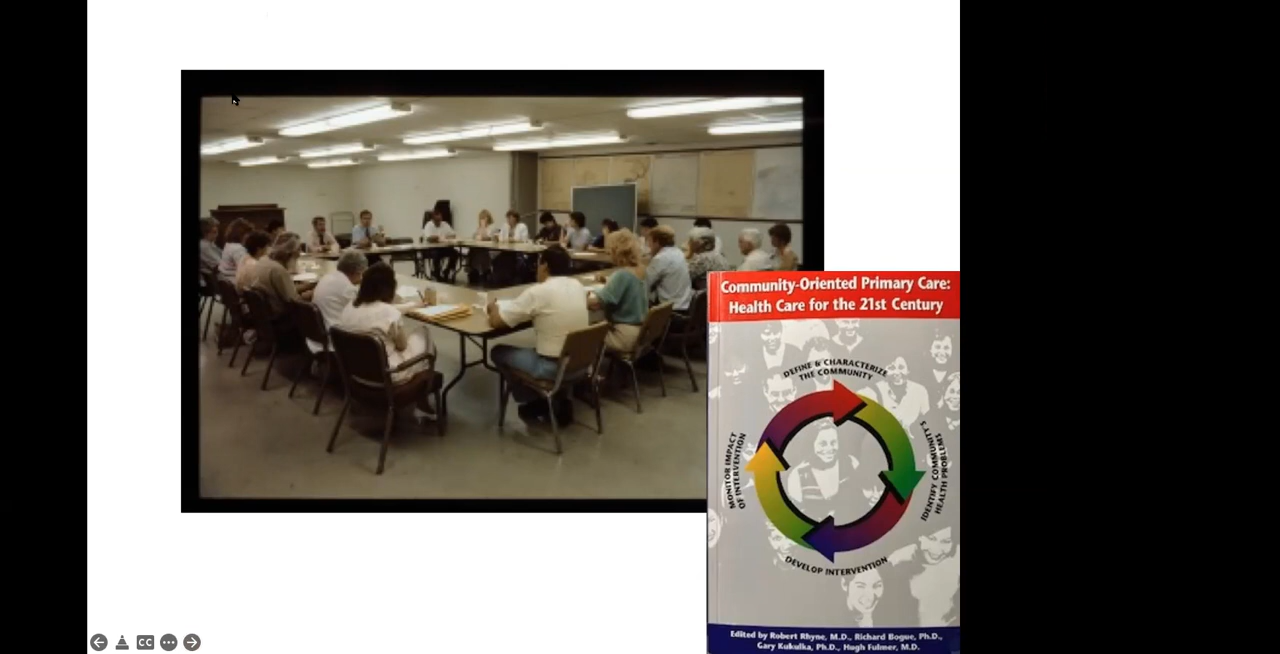 Community-Oriented Primary Care:
Health Care for the 21st Century
DEFINE & CHARACTERIZE
THE COMMUNITY
IDENTIFY COMMUNITY'S
HEALTH PROBLEMS
DEVELOP INTERVENTION
MONITOR IMPACT
OF INTERVENTION
Edited by Robert Rhyne, M.D., Richard Bogue, Ph.D.,
Gary Kukulka, Ph.D., Hugh Fulmer, M.D.
CC